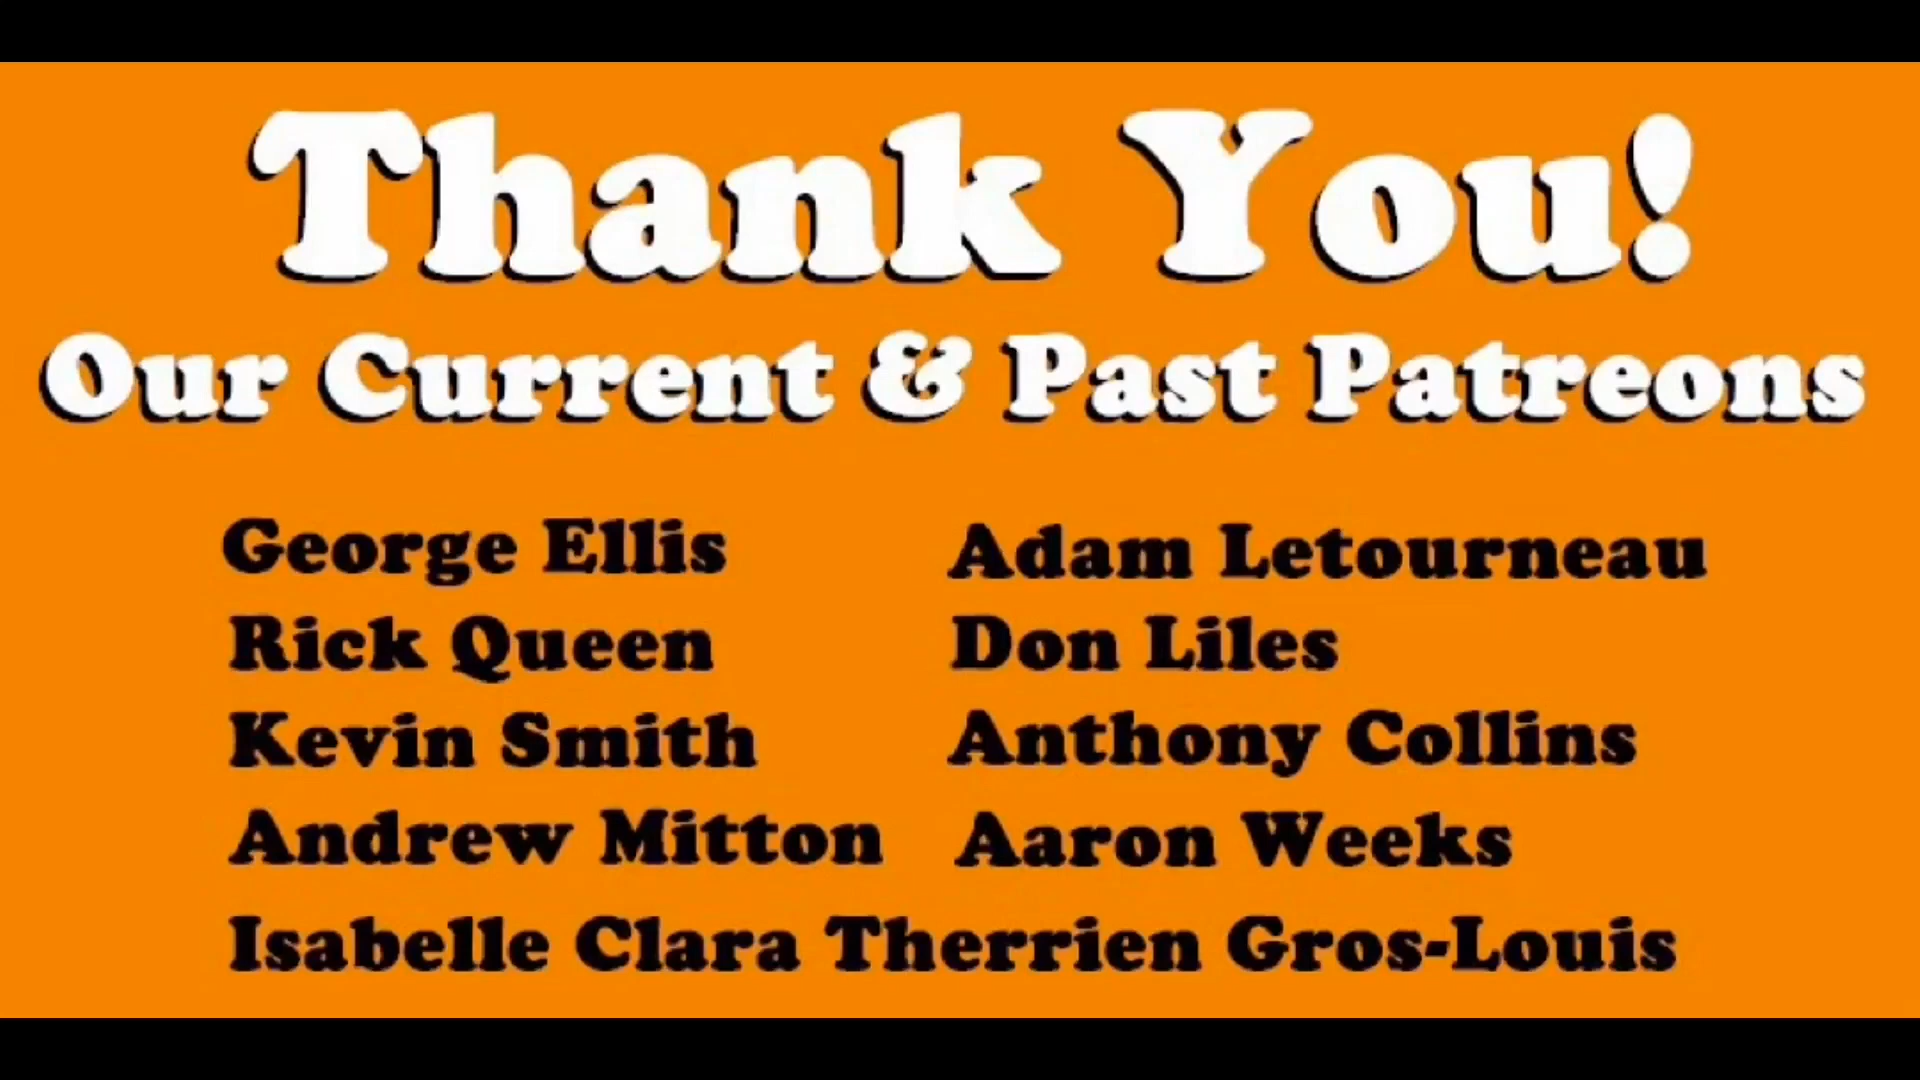 Thank You!
Our Current & Past Patreons
George Ellis
Adam Letourneau
Rick Queen
Don Liles
Kevin Smith
Anthony Collins
Andrew Mitton
Aaron Weeks
Isabelle Clara Therrien Gros-Louis